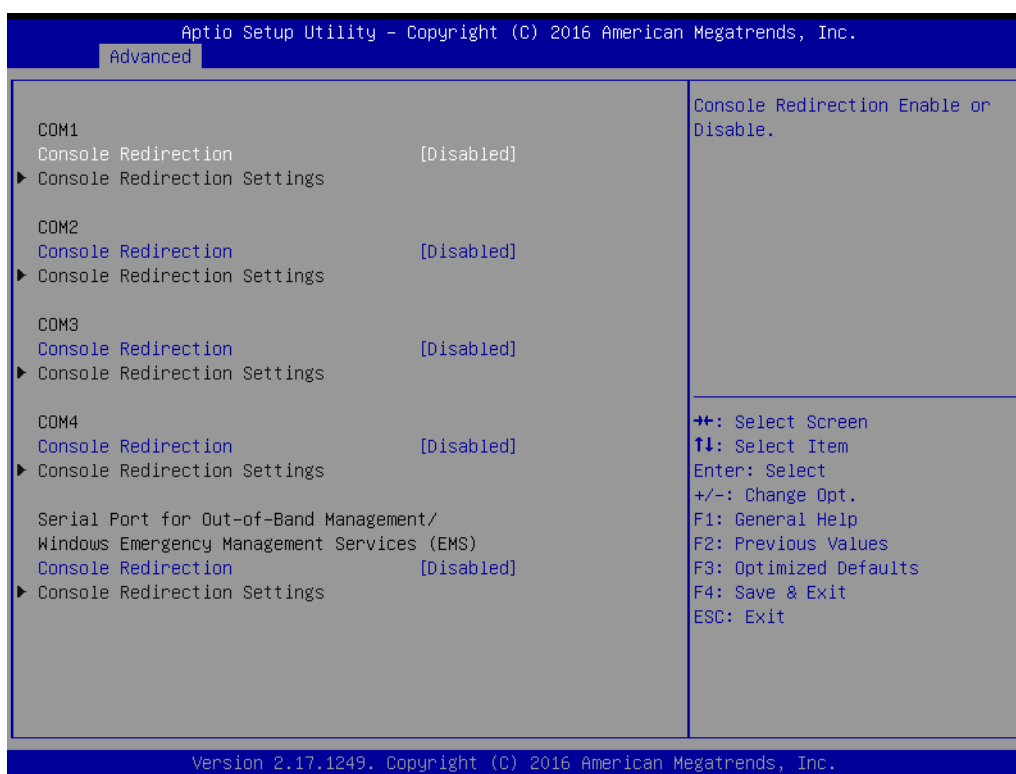 Aptio Setup Utility – Copyright (C) 2016 American Megatrends, Inc.
Advanced
COM1
Console Redirection [Disabled]
▶ Console Redirection Settings
COM2
Console Redirection [Disabled]
▶ Console Redirection Settings
COM3
Console Redirection [Disabled]
▶ Console Redirection Settings
COM4
Console Redirection [Disabled]
▶ Console Redirection Settings
Serial Port for Out-of-Band Management/
Windows Emergency Management Services (EMS)
Console Redirection [Disabled]
▶ Console Redirection Settings
Console Redirection Enable or
Disable.
→←: Select Screen
↑↓: Select Item
Enter: Select
+/-: Change Opt.
F1: General Help
F2: Previous Values
F3: Optimized Defaults
F4: Save & Exit
ESC: Exit
Version 2.17.1249. Copyright (C) 2016 American Megatrends, Inc.